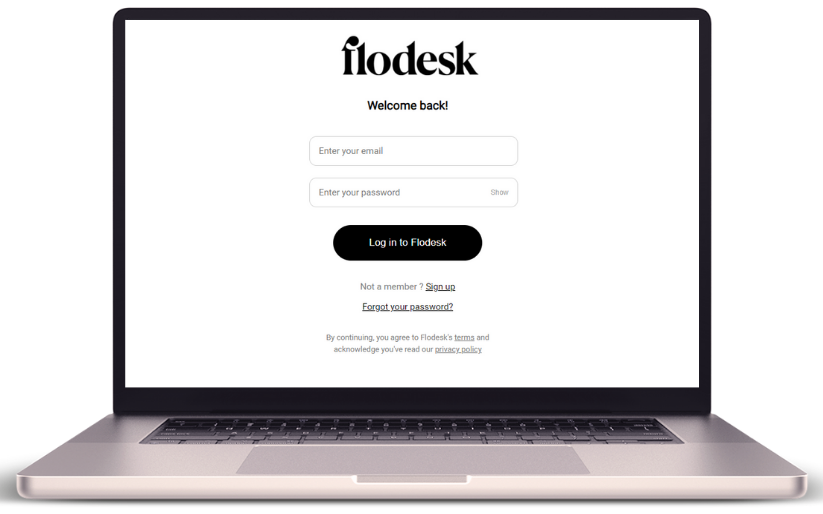 flodesk
Welcome back!
Enter your email
Enter your password Show
Log in to Flodesk
Not a member ? Sign up
Forgot your password?
By continuing, you agree to Flodesk's terms and
acknowledge you've read our privacy policy